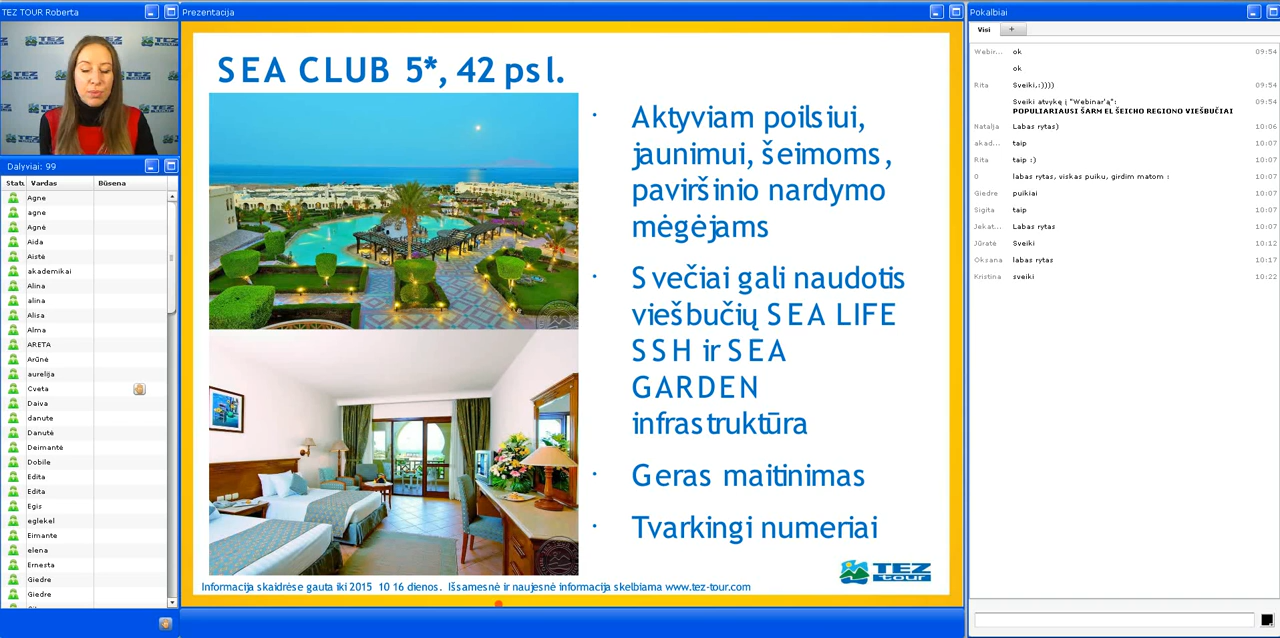 TEZ TOUR Roberta
Dalyviai: 99
Statu Vardas Būsena
Agne
agne
Agnė
Aida
Aistė
akademikai
Alina
alina
Alisa
Alma
ARETA
Arūnė
aurelija
Cveta
Daiva
danute
Danutė
Deimantė
Dobile
Edita
Edita
Egis
eglekel
Eimante
elena
Ernesta
Giedre
Giedre
Prezentacija
SEA CLUB 5*, 42 psl.
· Aktyviam poilsiui,
jaunimui, šeimoms,
paviršinio nardymo
mėgėjams
· Svečiai gali naudotis
viešbučių SEA LIFE
SSH ir SEA
GARDEN
infrastruktūra
· Geras maitinimas
· Tvarkingi numeriai
TEZ
tour
Informacija skaidrėse gauta iki 2015 10 16 dienos. Išsamesnė ir naujesnė informacija skelbiama www.tez-tour.com
Pokalbiai
Visi +
Webir... ok 09:54
ok
Rita Sveiki,:)))) 09:54
Sveiki atvykę į "Webinar'ą": 09:54
POPULIARIAUSI ŠARM EL ŠEICHO REGIONO VIEŠBUČIAI
Natalja Labas rytas) 10:06
akad... taip 10:07
Rita taip :) 10:07
0 labas rytas, viskas puiku, girdim matom : 10:07
Giedre puikiai 10:07
Sigita taip 10:07
Jekat... Labas rytas 10:07
Jūratė Sveiki 10:12
Oksana labas rytas 10:17
Kristina sveiki 10:22